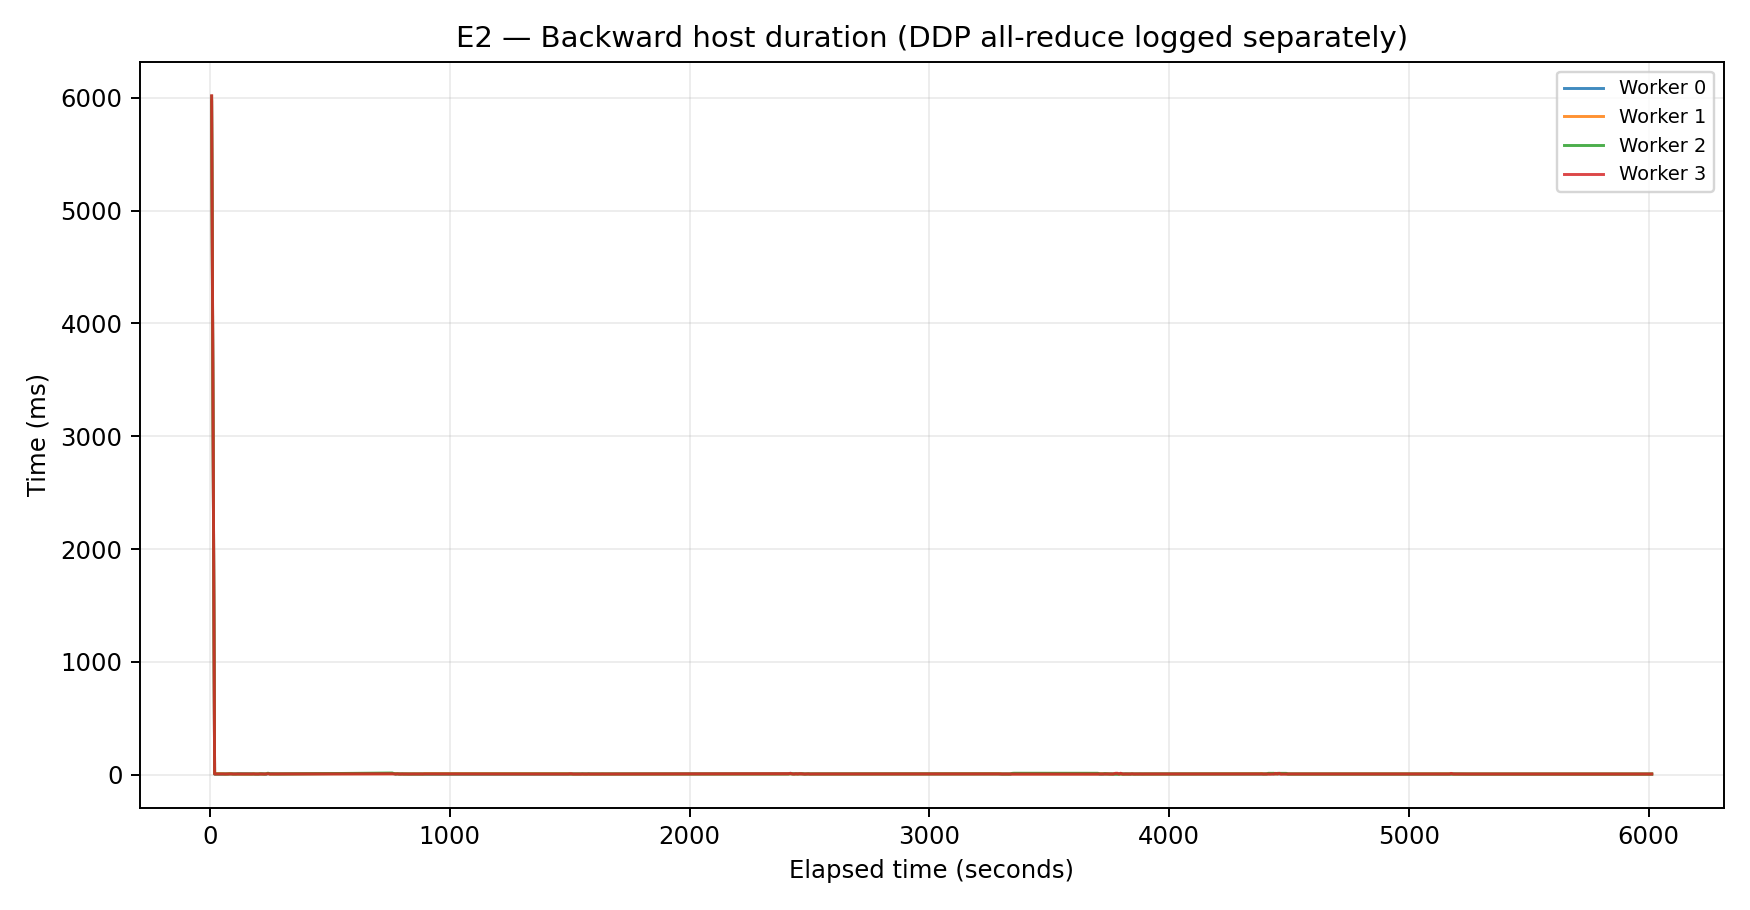 E2 — Backward host duration (DDP all-reduce logged separately)
Worker 0
Worker 1
Worker 2
Worker 3
Time (ms)
6000
5000
4000
3000
2000
1000
0
0 1000 2000 3000 4000 5000 6000
Elapsed time (seconds)